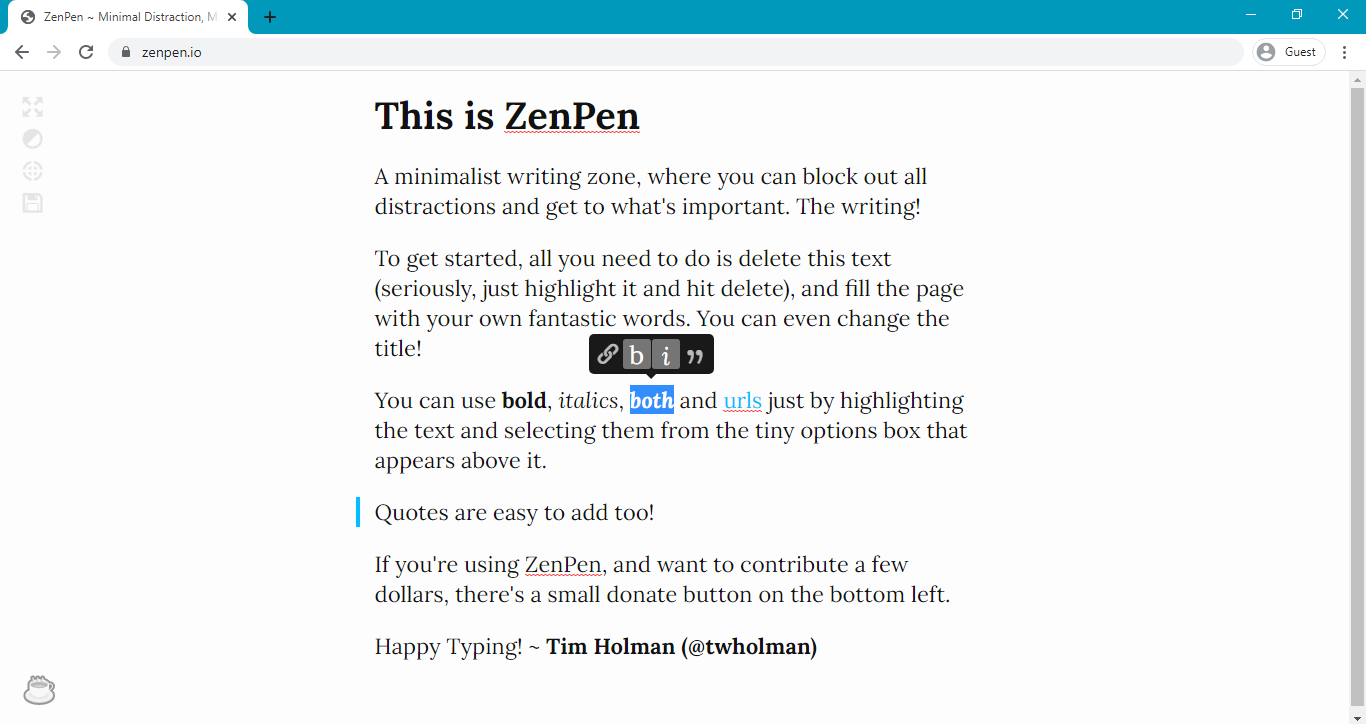 ZenPen ~ Minimal Distraction, M
zenpen.io
Guest
This is ZenPen
A minimalist writing zone, where you can block out all
distractions and get to what's important. The writing!
To get started, all you need to do is delete this text
(seriously, just highlight it and hit delete), and fill the page
with your own fantastic words. You can even change the
title!
b i ”
You can use bold, italics, both and urls just by highlighting
the text and selecting them from the tiny options box that
appears above it.
Quotes are easy to add too!
If you're using ZenPen, and want to contribute a few
dollars, there's a small donate button on the bottom left.
Happy Typing! ~ Tim Holman (@twholman)